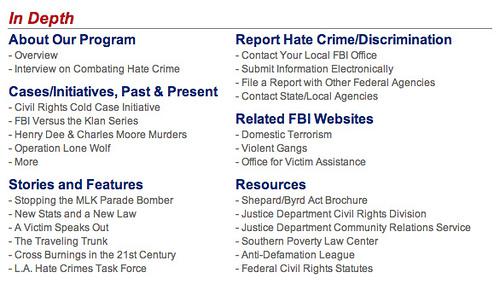 In Depth
About Our Program
- Overview
- Interview on Combating Hate Crime
Cases/Initiatives, Past & Present
- Civil Rights Cold Case Initiative
- FBI Versus the Klan Series
- Henry Dee & Charles Moore Murders
- Operation Lone Wolf
- More
Stories and Features
- Stopping the MLK Parade Bomber
- New Stats and a New Law
- A Victim Speaks Out
- The Traveling Trunk
- Cross Burnings in the 21st Century
- L.A. Hate Crimes Task Force
Report Hate Crime/Discrimination
- Contact Your Local FBI Office
- Submit Information Electronically
- File a Report with Other Federal Agencies
- Contact State/Local Agencies
Related FBI Websites
- Domestic Terrorism
- Violent Gangs
- Office for Victim Assistance
Resources
- Shepard/Byrd Act Brochure
- Justice Department Civil Rights Division
- Justice Department Community Relations Service
- Southern Poverty Law Center
- Anti-Defamation League
- Federal Civil Rights Statutes